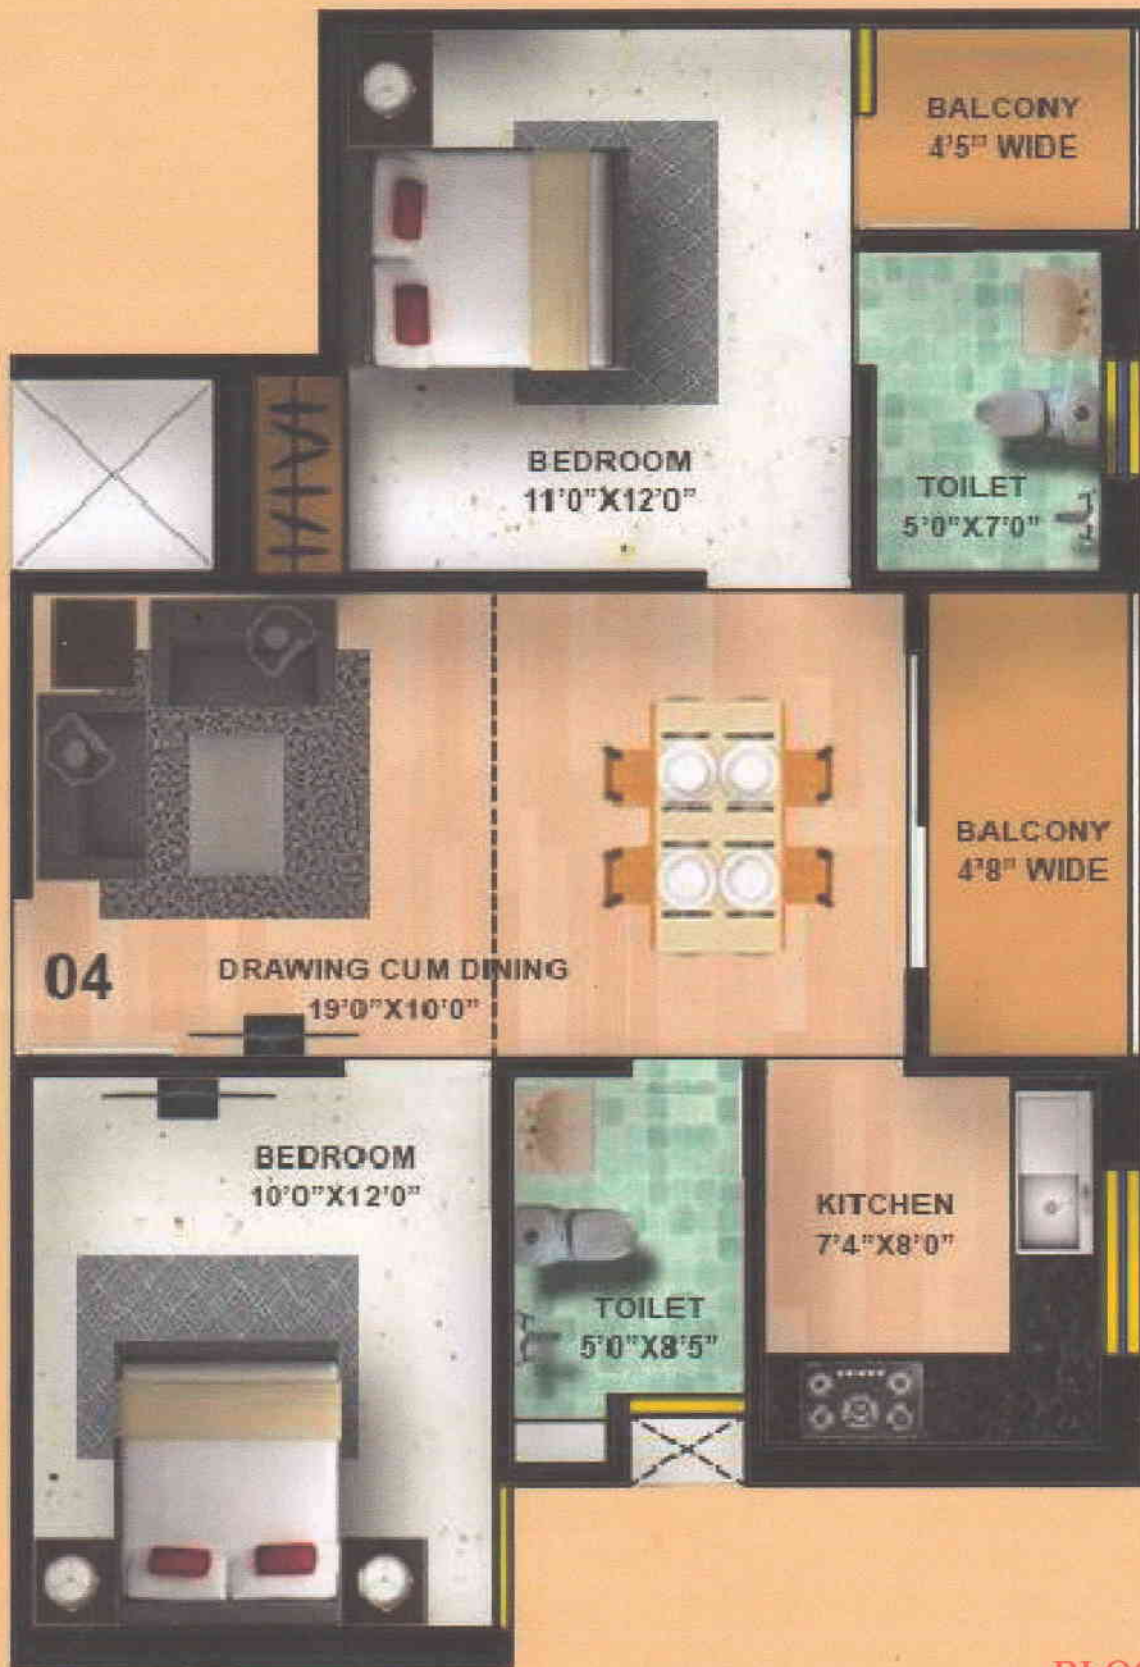 BALCONY
4'5" WIDE
BEDROOM
11'0"X12'0"
TOILET
5'0"X7'0"
BALCONY
4'8" WIDE
04
DRAWING CUM DINING
19'0"X10'0"
BEDROOM
10'0"X12'0"
KITCHEN
7'4"X8'0"
TOILET
5'0"X8'5"